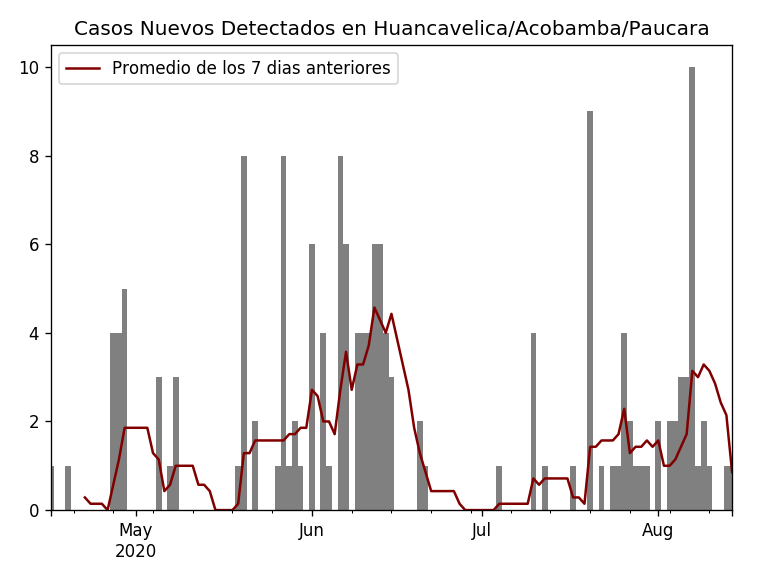 Casos Nuevos Detectados en Huancavelica/Acobamba/Paucara
Promedio de los 7 dias anteriores
10
8
6
4
2
0
May
2020
Jun
Jul
Aug